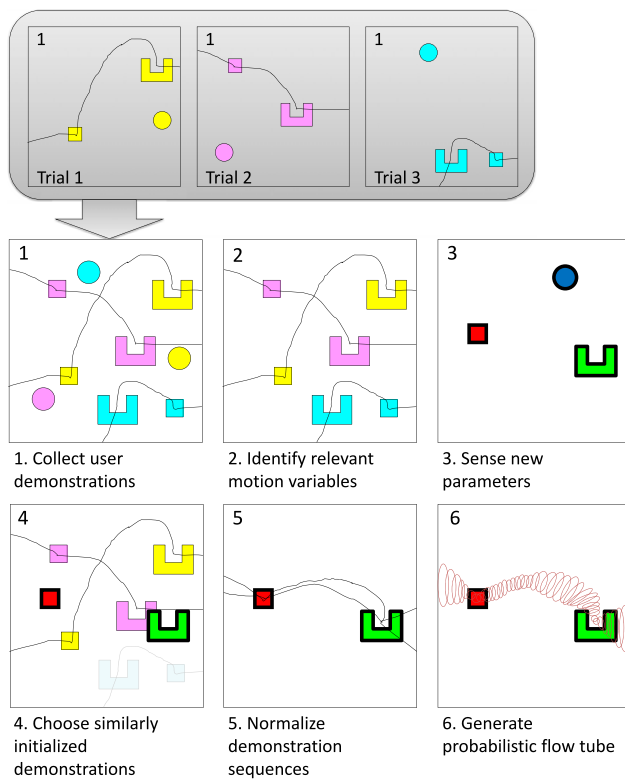 1
1
1
Trial 1
Trial 2
Trial 3
1
2
3
1. Collect user
demonstrations
2. Identify relevant
motion variables
3. Sense new
parameters
4
5
6
4. Choose similarly
initialized
demonstrations
5. Normalize
demonstration
sequences
6. Generate
probabilistic flow tube